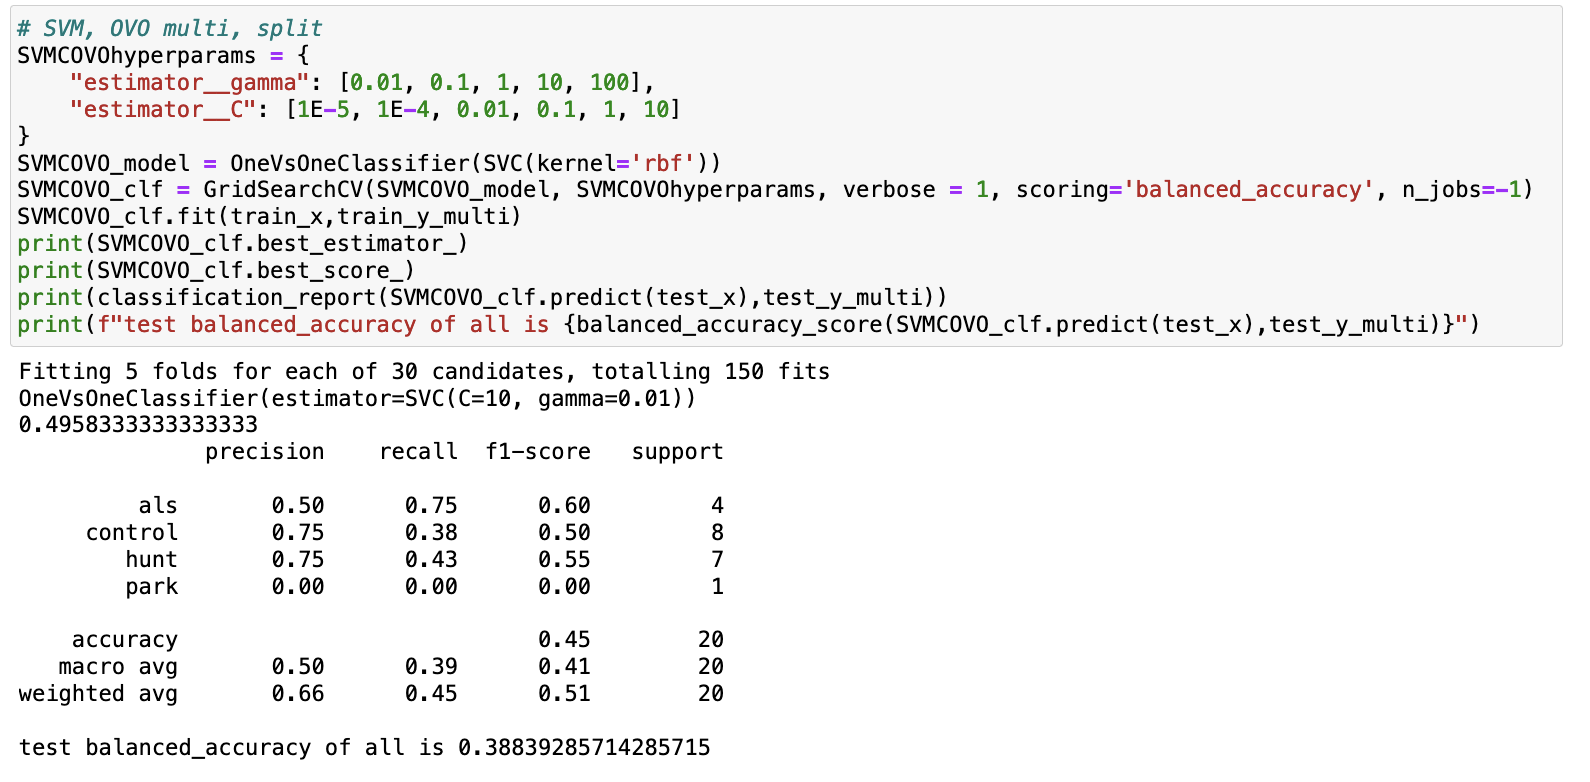 # SVM, OVO multi, split
SVMCOVOhyperparams = {
    "estimator__gamma": [0.01, 0.1, 1, 10, 100],
    "estimator__C": [1E-5, 1E-4, 0.01, 0.1, 1, 10]
}
SVMCOVO_model = OneVsOneClassifier(SVC(kernel='rbf'))
SVMCOVO_clf = GridSearchCV(SVMCOVO_model, SVMCOVOhyperparams, verbose = 1, scoring='balanced_accuracy', n_jobs=-1)
SVMCOVO_clf.fit(train_x,train_y_multi)
print(SVMCOVO_clf.best_estimator_)
print(SVMCOVO_clf.best_score_)
print(classification_report(SVMCOVO_clf.predict(test_x),test_y_multi))
print(f"test balanced_accuracy of all is {balanced_accuracy_score(SVMCOVO_clf.predict(test_x),test_y_multi)}")
Fitting 5 folds for each of 30 candidates, totalling 150 fits
OneVsOneClassifier(estimator=SVC(C=10, gamma=0.01))
0.4958333333333333
              precision    recall  f1-score   support
         als       0.50      0.75      0.60         4
     control       0.75      0.38      0.50         8
        hunt       0.75      0.43      0.55         7
        park       0.00      0.00      0.00         1
    accuracy                           0.45        20
   macro avg       0.50      0.39      0.41        20
weighted avg       0.66      0.45      0.51        20
test balanced_accuracy of all is 0.38839285714285715